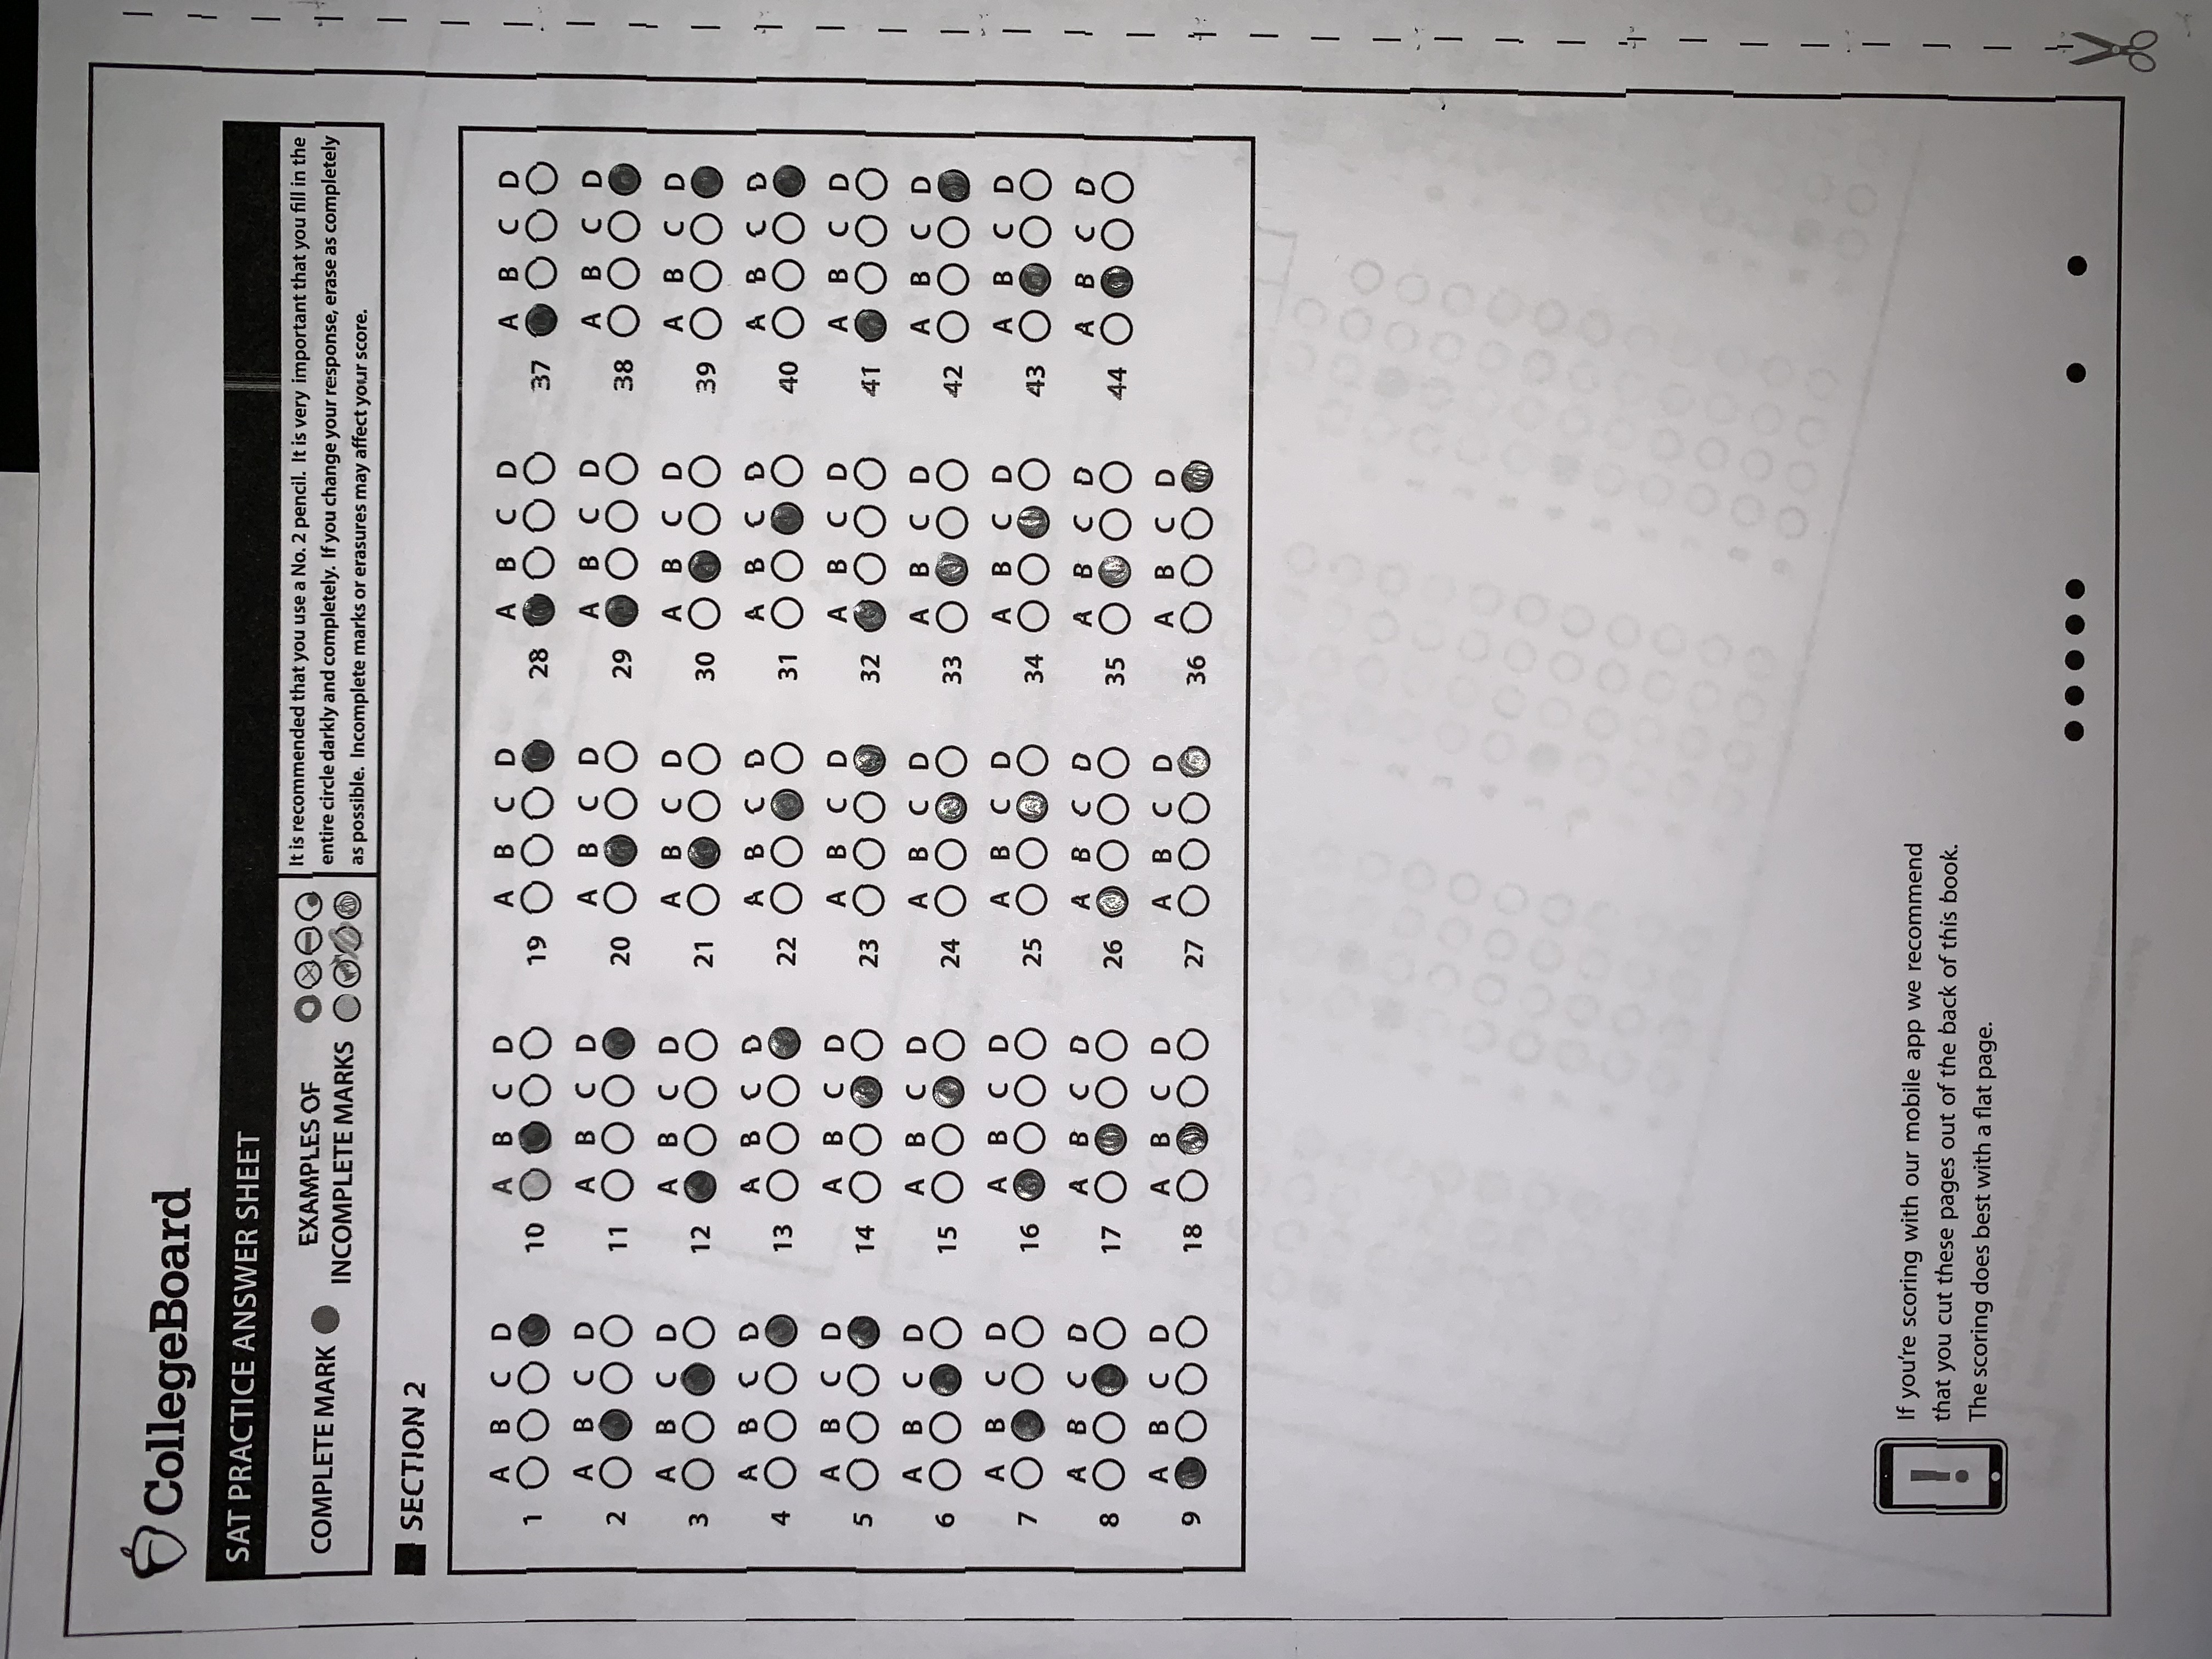 CollegeBoard
SAT PRACTICE ANSWER SHEET
COMPLETE MARK
EXAMPLES OF
INCOMPLETE MARKS
It is recommended that you use a No. 2 pencil. It is very important that you fill in the
entire circle darkly and completely. If you change your response, erase as completely
as possible. Incomplete marks or erasures may affect your score.
SECTION 2
A B C D A B C D A B C D A B C D A B C D
1 10 19 28 37
A B C D A B C D A B C D A B C D A B C D
2 11 20 29 38
A B C D A B C D A B C D A B C D A B C D
3 12 21 30 39
A B C D A B C D A B C D A B C D A B C D
4 13 22 31 40
A B C D A B C D A B C D A B C D A B C D
5 14 23 32 41
A B C D A B C D A B C D A B C D A B C D
6 15 24 33 42
A B C D A B C D A B C D A B C D A B C D
7 16 25 34 43
A B C D A B C D A B C D A B C D A B C D
8 17 26 35 44
A B C D A B C D A B C D A B C D
9 18 27 36
If you're scoring with our mobile app we recommend
that you cut these pages out of the back of this book.
The scoring does best with a flat page.